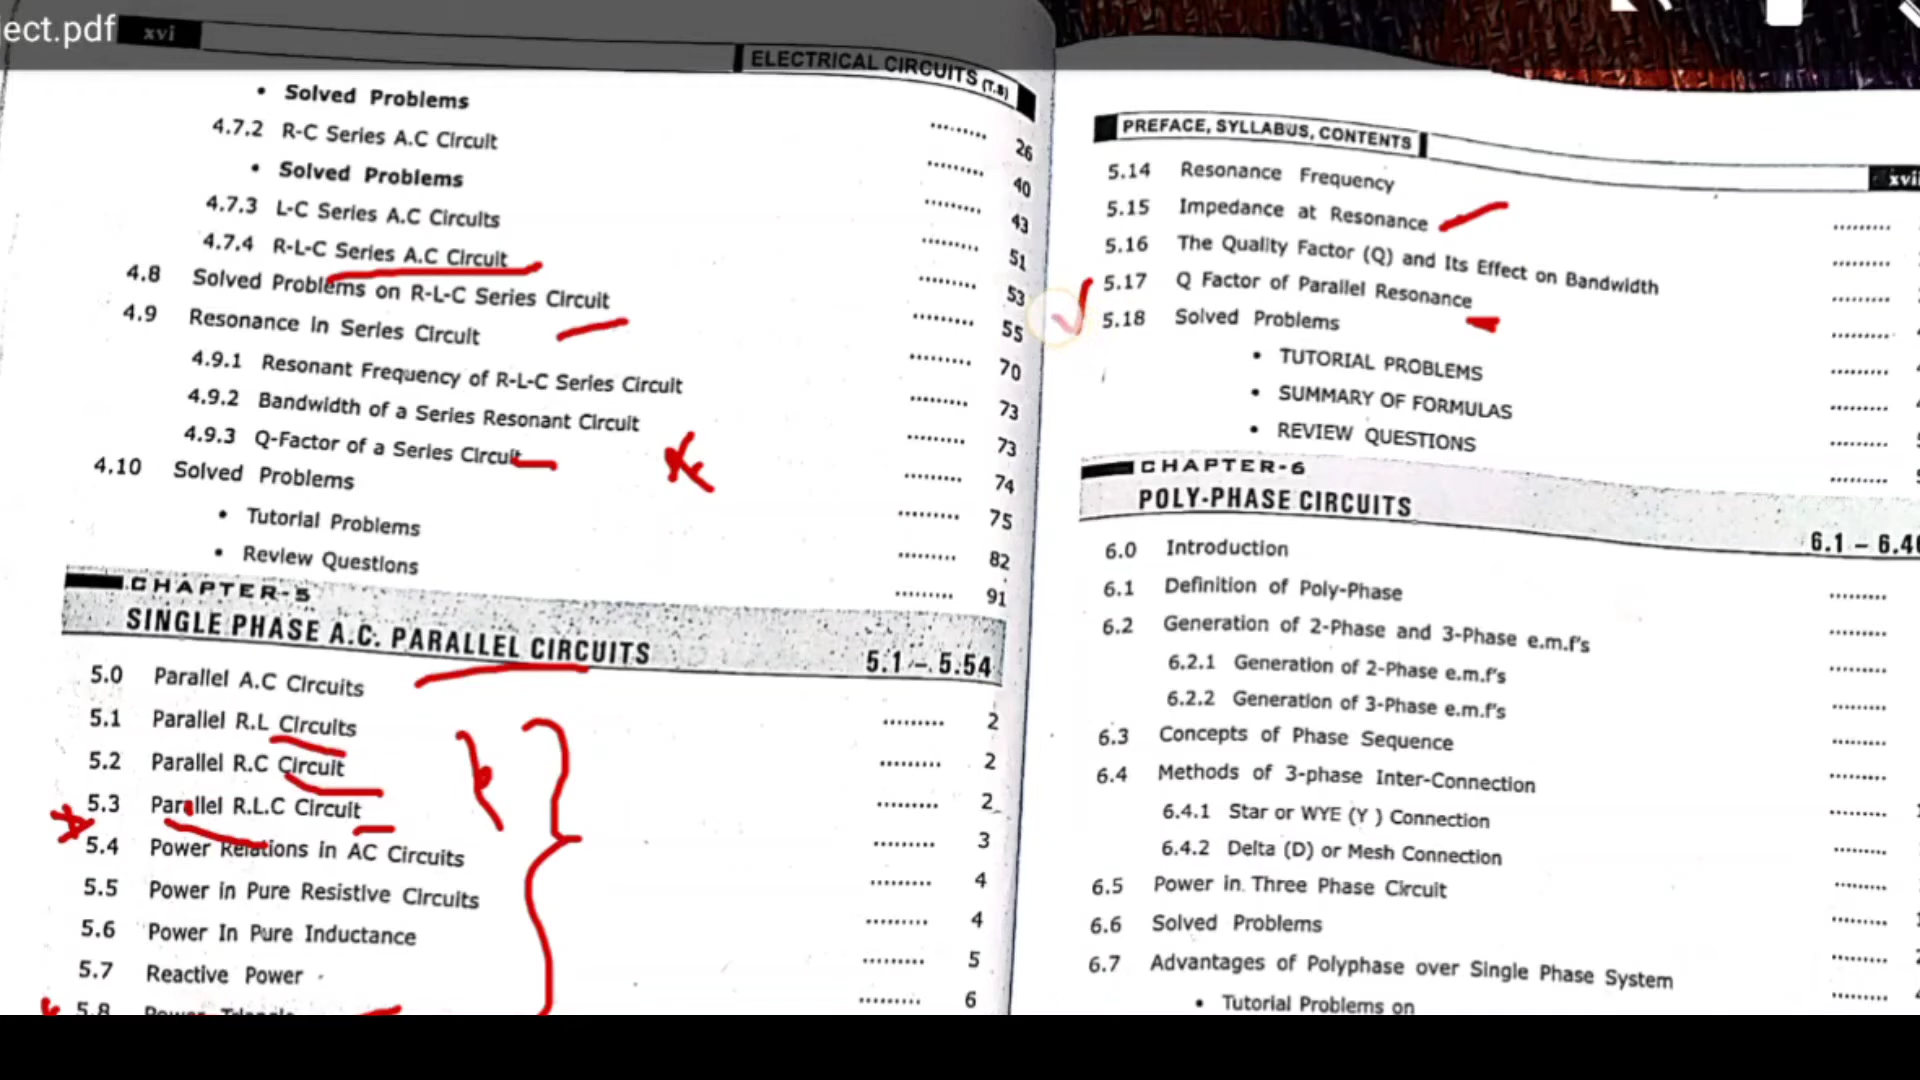 ect.pdf
xvi
ELECTRICAL CIRCUITS (T.S)
• Solved Problems
4.7.2 R-C Series A.C Circuit ......... 26
• Solved Problems ......... 40
4.7.3 L-C Series A.C Circuits ......... 43
4.7.4 R-L-C Series A.C Circuit ......... 51
4.8 Solved Problems on R-L-C Series Circuit ......... 53
4.9 Resonance in Series Circuit ......... 55
4.9.1 Resonant Frequency of R-L-C Series Circuit ......... 70
4.9.2 Bandwidth of a Series Resonant Circuit ......... 73
4.9.3 Q-Factor of a Series Circuit ......... 73
4.10 Solved Problems ......... 74
• Tutorial Problems ......... 75
• Review Questions ......... 82
......... 91
CHAPTER-5
SINGLE PHASE A.C. PARALLEL CIRCUITS 5.1 – 5.54
5.0 Parallel A.C Circuits ......... 2
5.1 Parallel R.L Circuits ......... 2
5.2 Parallel R.C Circuit ......... 2
5.3 Parallel R.L.C Circuit ......... 3
5.4 Power Relations in AC Circuits ......... 4
5.5 Power in Pure Resistive Circuits ......... 4
5.6 Power In Pure Inductance ......... 5
5.7 Reactive Power ......... 6
5.8 Power Triangle
PREFACE, SYLLABUS, CONTENTS
xvii
5.14 Resonance Frequency
5.15 Impedance at Resonance .........
5.16 The Quality Factor (Q) and Its Effect on Bandwidth .........
5.17 Q Factor of Parallel Resonance .........
5.18 Solved Problems .........
• TUTORIAL PROBLEMS .........
• SUMMARY OF FORMULAS .........
• REVIEW QUESTIONS .........
CHAPTER-6
POLY-PHASE CIRCUITS
6.0 Introduction
6.1 Definition of Poly-Phase .........
6.2 Generation of 2-Phase and 3-Phase e.m.f's .........
6.2.1 Generation of 2-Phase e.m.f's .........
6.2.2 Generation of 3-Phase e.m.f's .........
6.3 Concepts of Phase Sequence .........
6.4 Methods of 3-phase Inter-Connection .........
6.4.1 Star or WYE (Y ) Connection .........
6.4.2 Delta (D) or Mesh Connection .........
6.5 Power in Three Phase Circuit .........
6.6 Solved Problems .........
6.7 Advantages of Polyphase over Single Phase System .........
• Tutorial Problems on .........